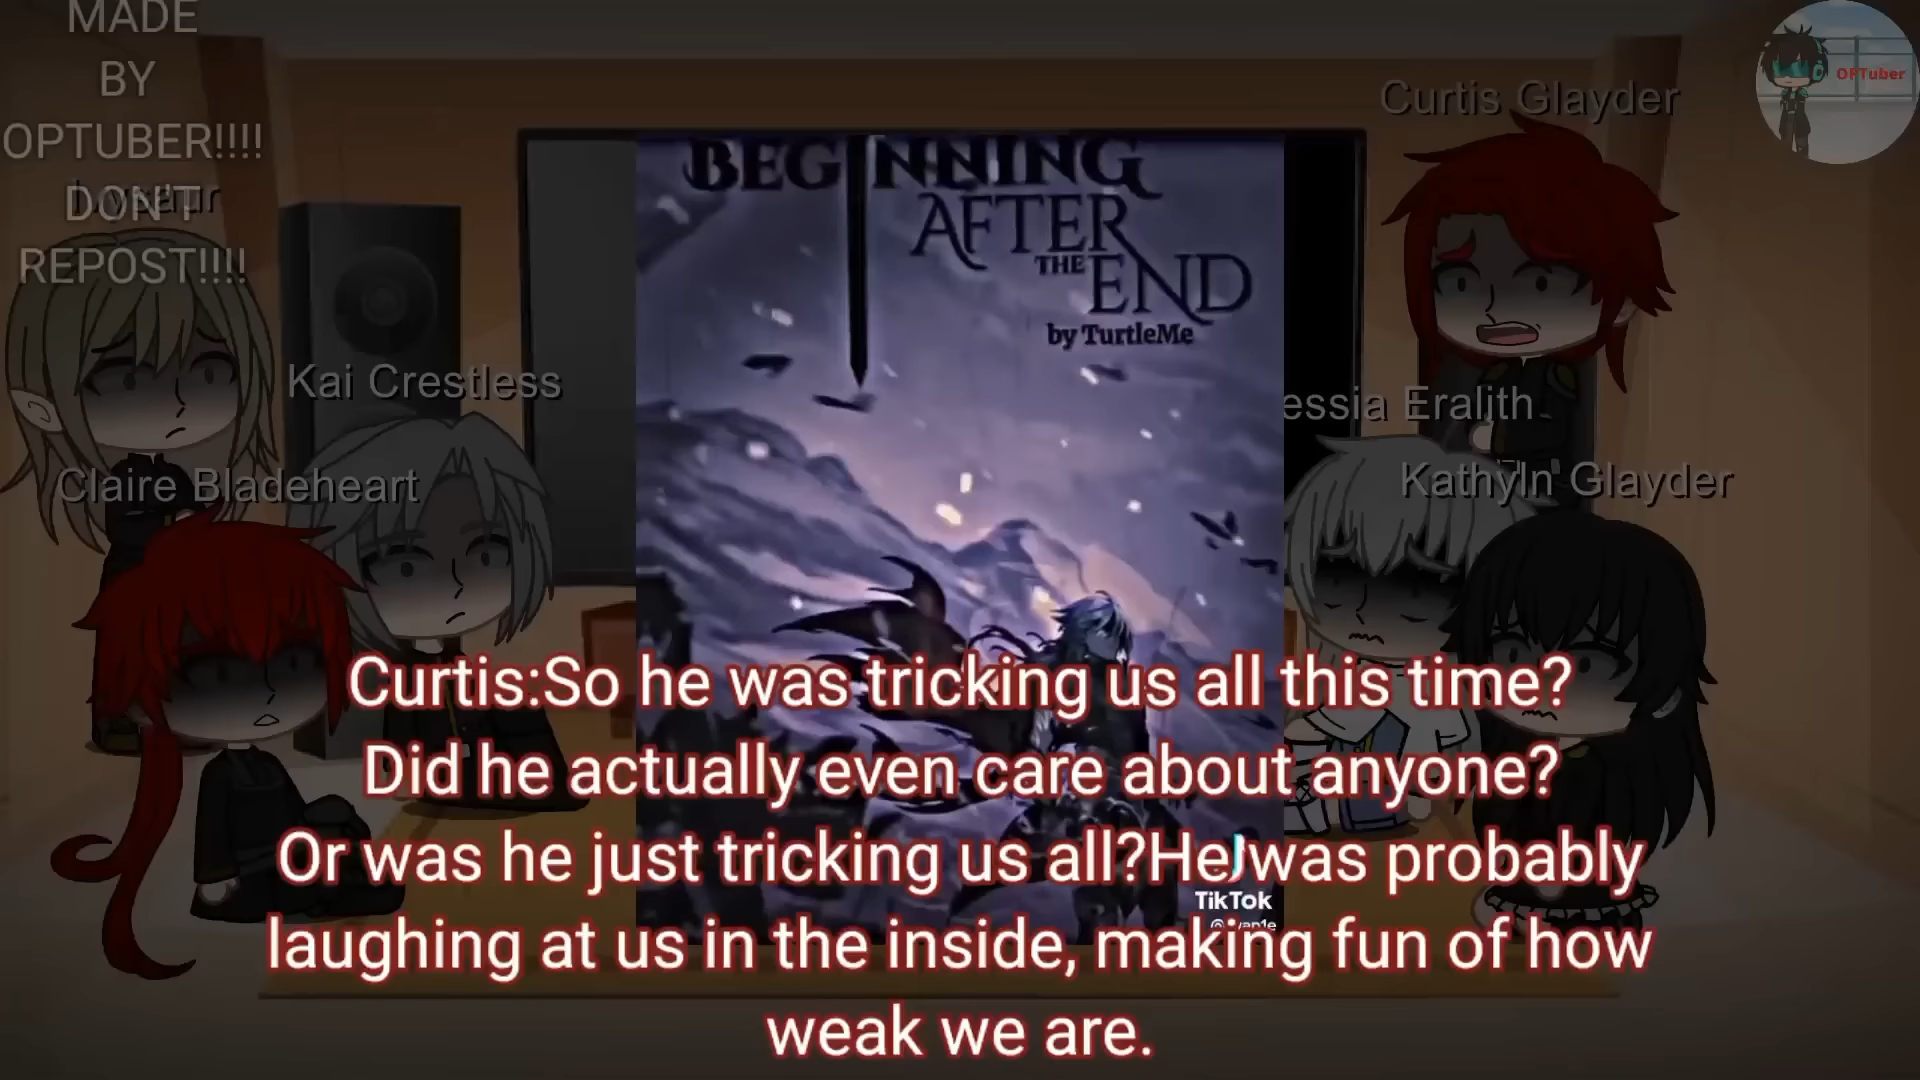 MADE
BY
OPTUBER!!!!
DON'T
REPOST!!!!
OPTuber
Curtis Glayder
BEGINNING
AFTER
THE END
by TurtleMe
Kai Crestless
essia Eralith
Claire Bladeheart
Kathyln Glayder
Curtis:So he was tricking us all this time?
Did he actually even care about anyone?
Or was he just tricking us all?He was probably
laughing at us in the inside, making fun of how
weak we are.
TikTok